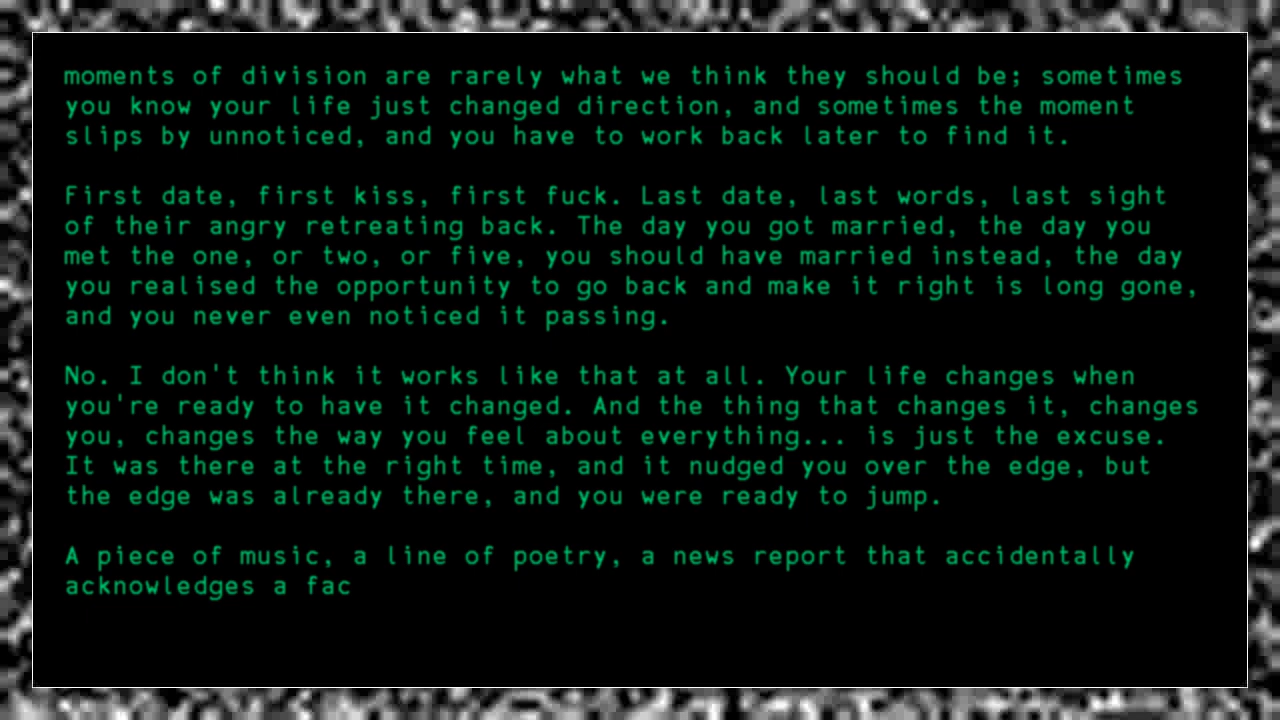 moments of division are rarely what we think they should be; sometimes
you know your life just changed direction, and sometimes the moment
slips by unnoticed, and you have to work back later to find it.
First date, first kiss, first fuck. Last date, last words, last sight
of their angry retreating back. The day you got married, the day you
met the one, or two, or five, you should have married instead, the day
you realised the opportunity to go back and make it right is long gone,
and you never even noticed it passing.
No. I don't think it works like that at all. Your life changes when
you're ready to have it changed. And the thing that changes it, changes
you, changes the way you feel about everything... is just the excuse.
It was there at the right time, and it nudged you over the edge, but
the edge was already there, and you were ready to jump.
A piece of music, a line of poetry, a news report that accidentally
acknowledges a fac